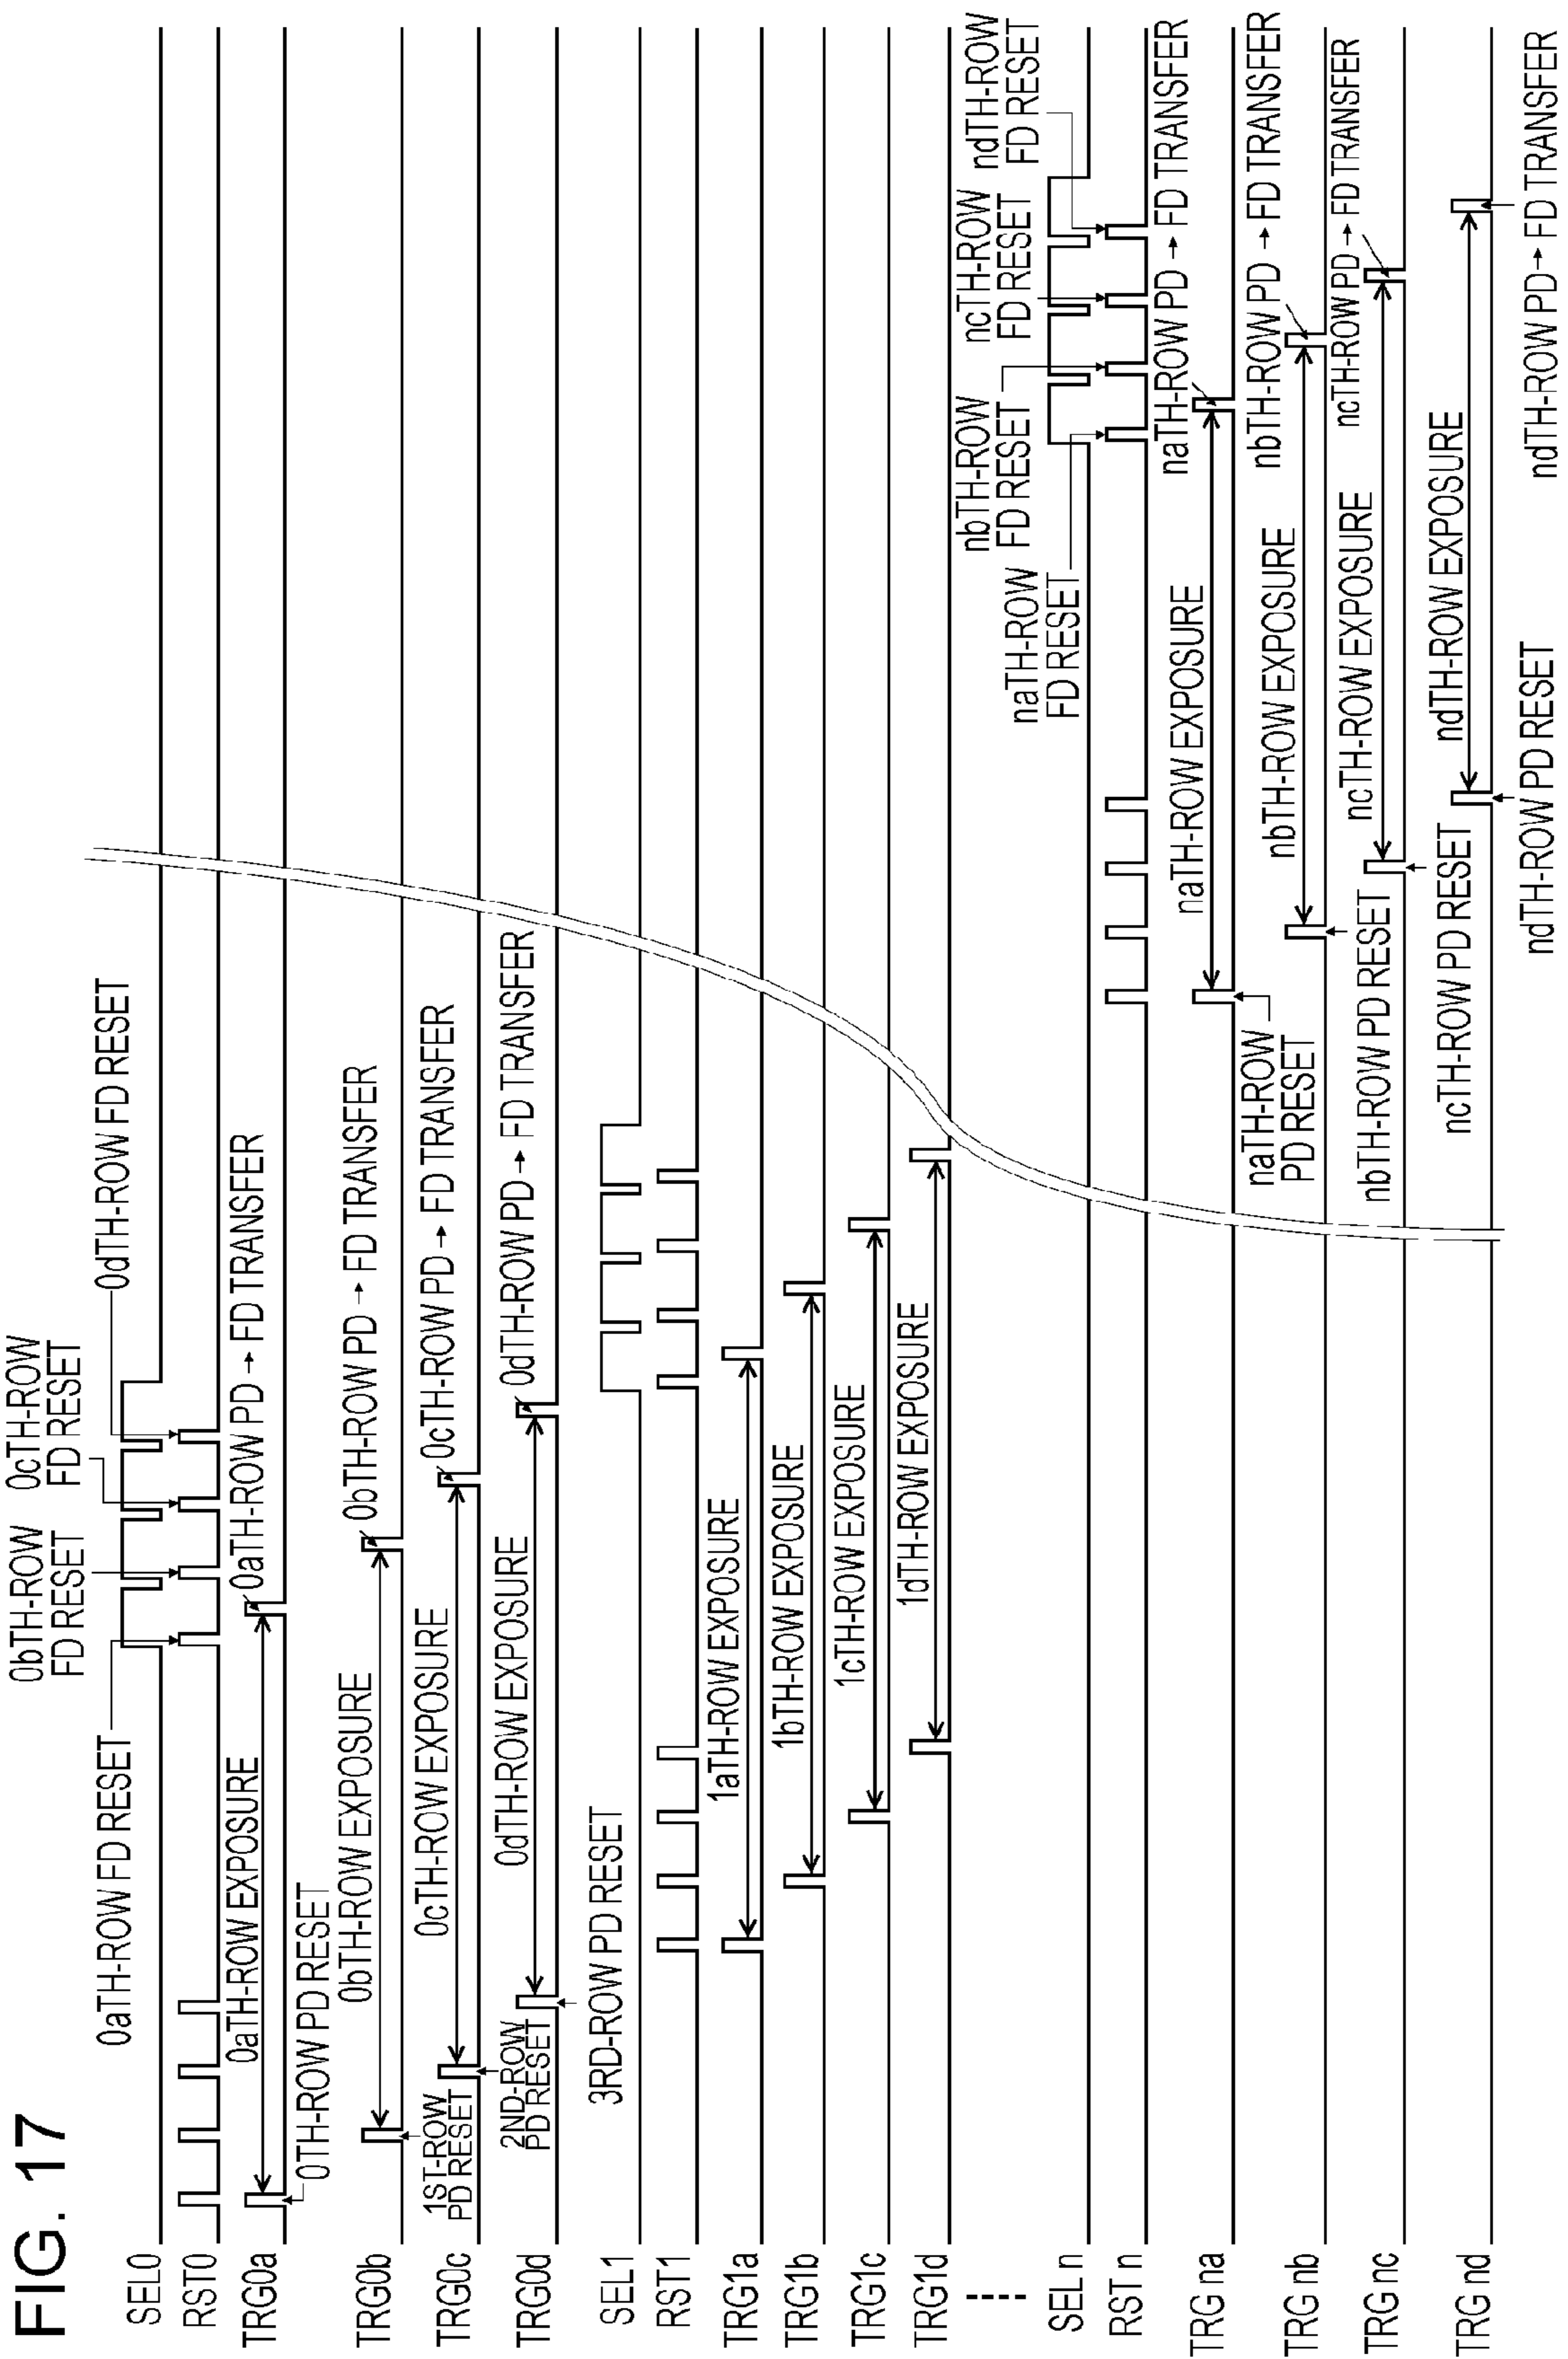 FIG. 17
SEL0
0aTH-ROW FD RESET
0bTH-ROW
FD RESET
0cTH-ROW
FD RESET
0dTH-ROW FD RESET
RST0
TRG0a
0aTH-ROW EXPOSURE
0aTH-ROW PD → FD TRANSFER
0TH-ROW PD RESET
TRG0b
0bTH-ROW EXPOSURE
0bTH-ROW PD → FD TRANSFER
1ST-ROW
PD RESET
TRG0c
0cTH-ROW EXPOSURE
0cTH-ROW PD → FD TRANSFER
2ND-ROW
PD RESET
TRG0d
0dTH-ROW EXPOSURE
0dTH-ROW PD → FD TRANSFER
3RD-ROW PD RESET
SEL1
RST1
TRG1a
1aTH-ROW EXPOSURE
TRG1b
1bTH-ROW EXPOSURE
TRG1c
1cTH-ROW EXPOSURE
TRG1d
1dTH-ROW EXPOSURE
SEL n
naTH-ROW
FD RESET
nbTH-ROW
FD RESET
ncTH-ROW
FD RESET
ndTH-ROW
FD RESET
RST n
TRG na
naTH-ROW EXPOSURE
naTH-ROW PD → FD TRANSFER
naTH-ROW
PD RESET
TRG nb
nbTH-ROW EXPOSURE
nbTH-ROW PD → FD TRANSFER
nbTH-ROW PD RESET
TRG nc
ncTH-ROW EXPOSURE
ncTH-ROW PD → FD TRANSFER
ncTH-ROW PD RESET
TRG nd
ndTH-ROW EXPOSURE
ndTH-ROW PD RESET
ndTH-ROW PD → FD TRANSFER